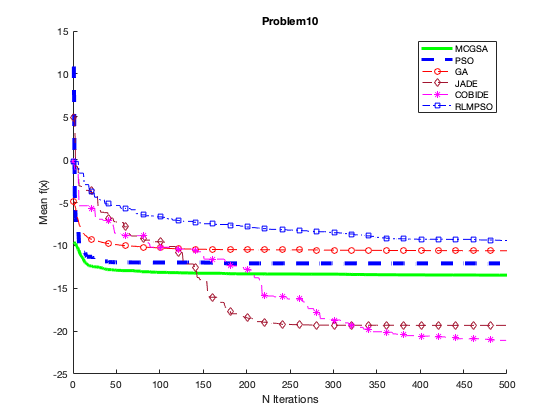 Problem10
15
10
5
0
-5
-10
-15
-20
-25
Mean f(x)
MCGSA
PSO
GA
JADE
COBIDE
RLMPSO
0 50 100 150 200 250 300 350 400 450 500
N Iterations